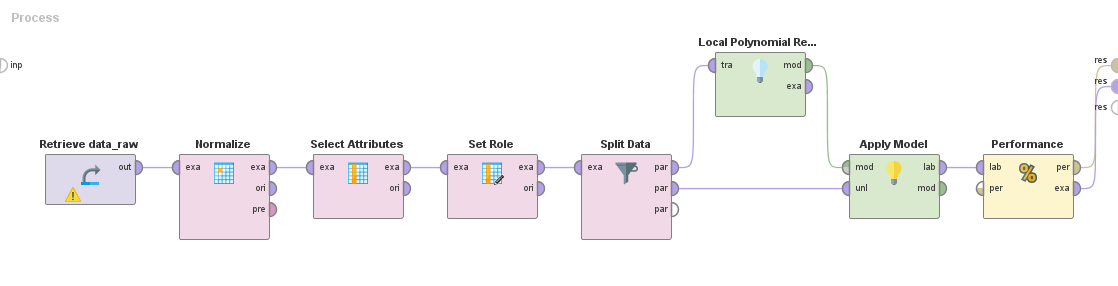 Process
inp
Retrieve data_raw
out
Normalize
exa exa
ori
pre
Select Attributes
exa exa
ori
Set Role
exa exa
ori
Split Data
exa par
par
par
Local Polynomial Re...
tra mod
exa
Apply Model
mod lab
unl mod
Performance
lab per
per exa
%
res
res
res